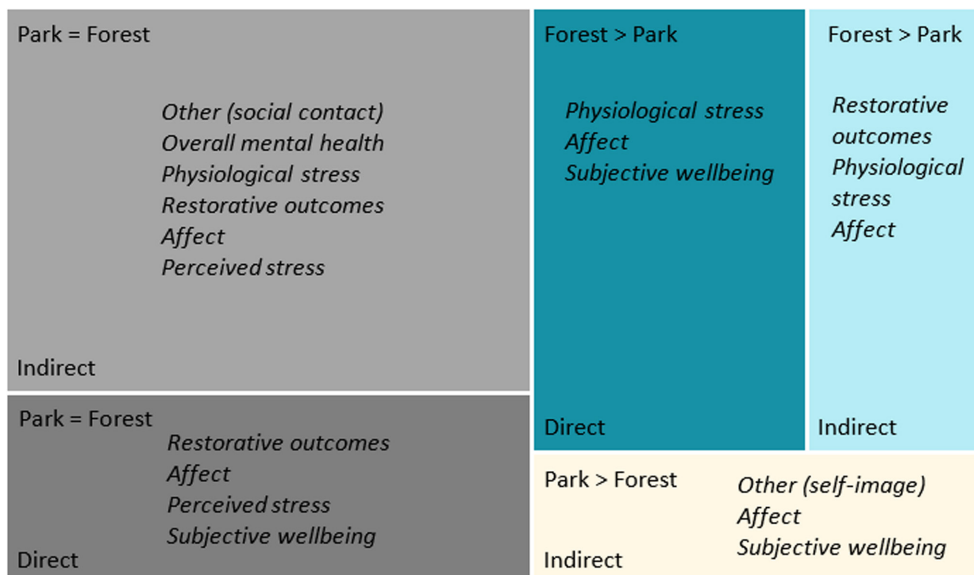 Park = Forest
Other (social contact)
Overall mental health
Physiological stress
Restorative outcomes
Affect
Perceived stress
Indirect
Park = Forest
Restorative outcomes
Affect
Perceived stress
Subjective wellbeing
Direct
Forest > Park
Physiological stress
Affect
Subjective wellbeing
Direct
Forest > Park
Restorative
outcomes
Physiological
stress
Affect
Indirect
Park > Forest
Other (self-image)
Affect
Subjective wellbeing
Indirect